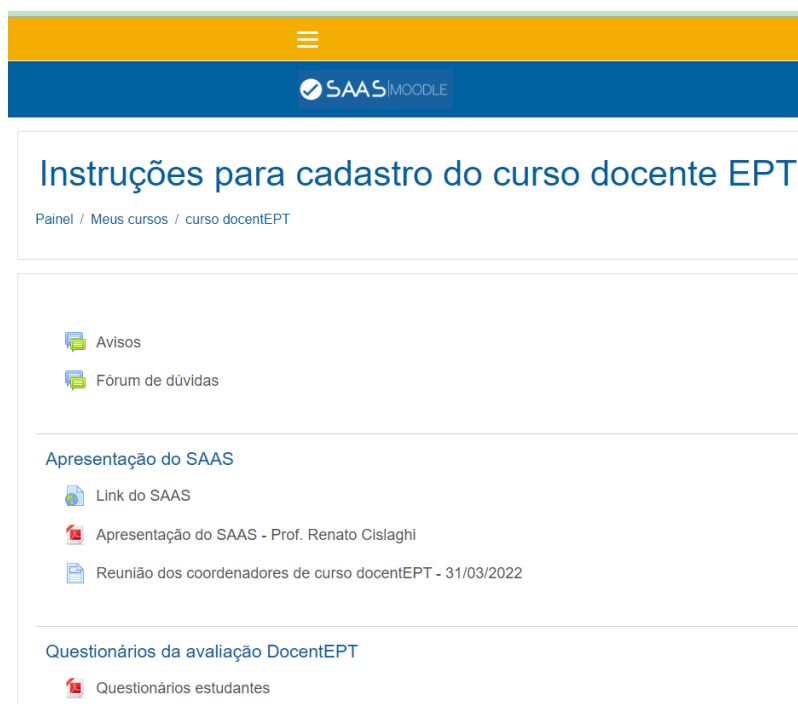 SAAS|MOODLE
Instruções para cadastro do curso docente EPT
Painel / Meus cursos / curso docentEPT
Avisos
Fórum de dúvidas
Apresentação do SAAS
Link do SAAS
Apresentação do SAAS - Prof. Renato Cislaghi
Reunião dos coordenadores de curso docentEPT - 31/03/2022
Questionários da avaliação DocentEPT
Questionários estudantes